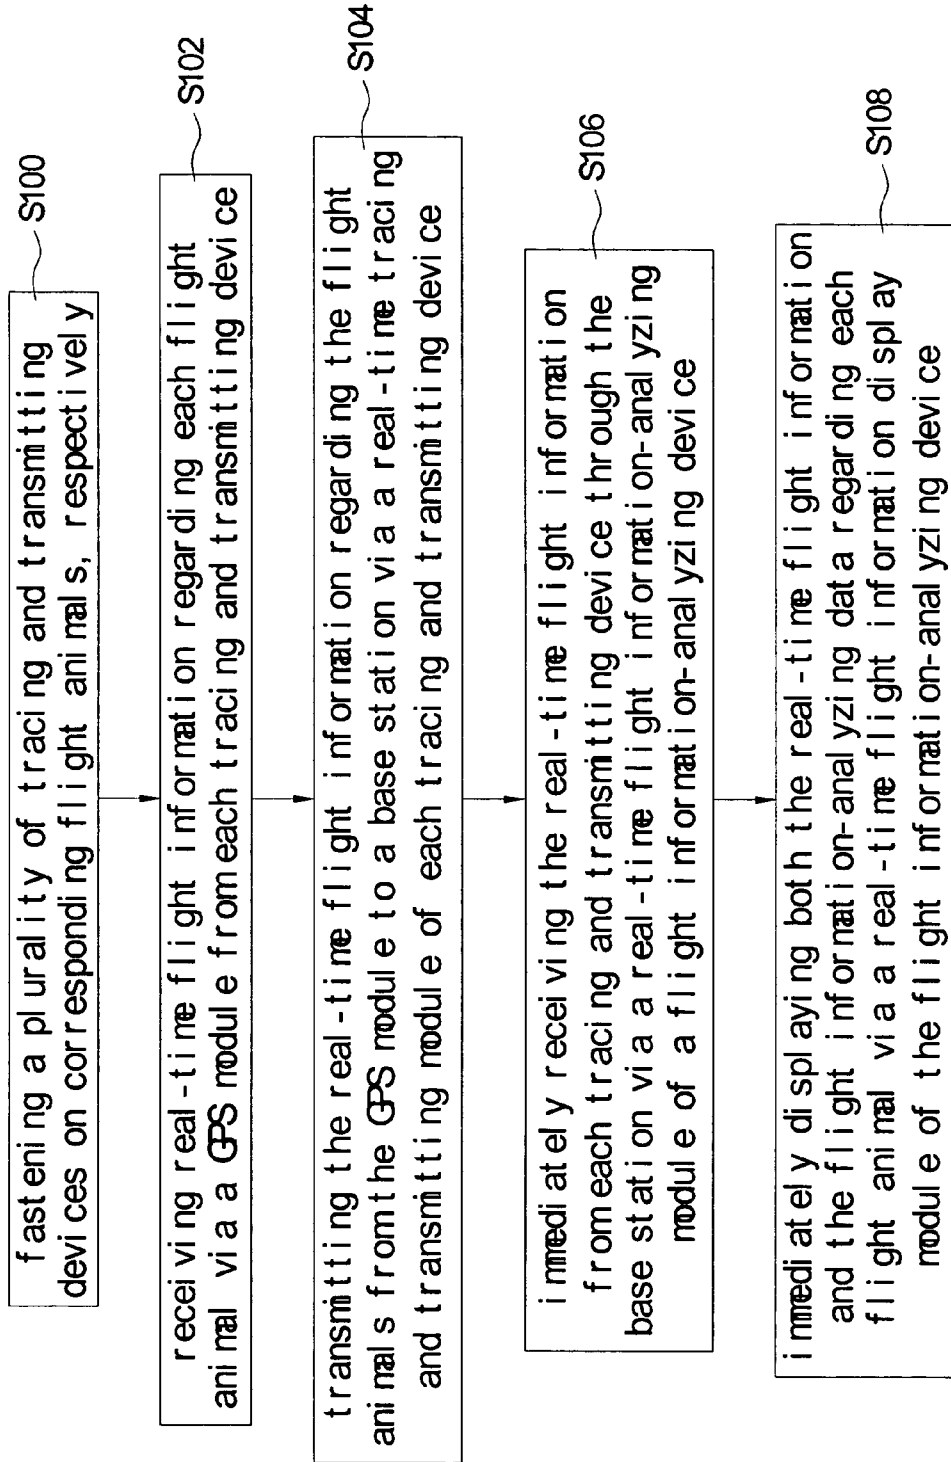 S100
fastening a plurality of tracing and transmitting
devices on corresponding flight animals, respectively
S102
receiving real-time flight information regarding each flight
animal via a GPS module from each tracing and transmitting device
S104
transmitting the real-time flight information regarding the flight
animals from the GPS module to a base station via a real-time tracing
and transmitting module of each tracing and transmitting device
S106
immediately receiving the real-time flight information
from each tracing and transmitting device through the
base station via a real-time flight information-analyzing
module of a flight information-analyzing device
S108
immediately displaying both the real-time flight information
and the flight information-analyzing data regarding each
flight animal via a real-time flight information display
module of the flight information-analyzing device